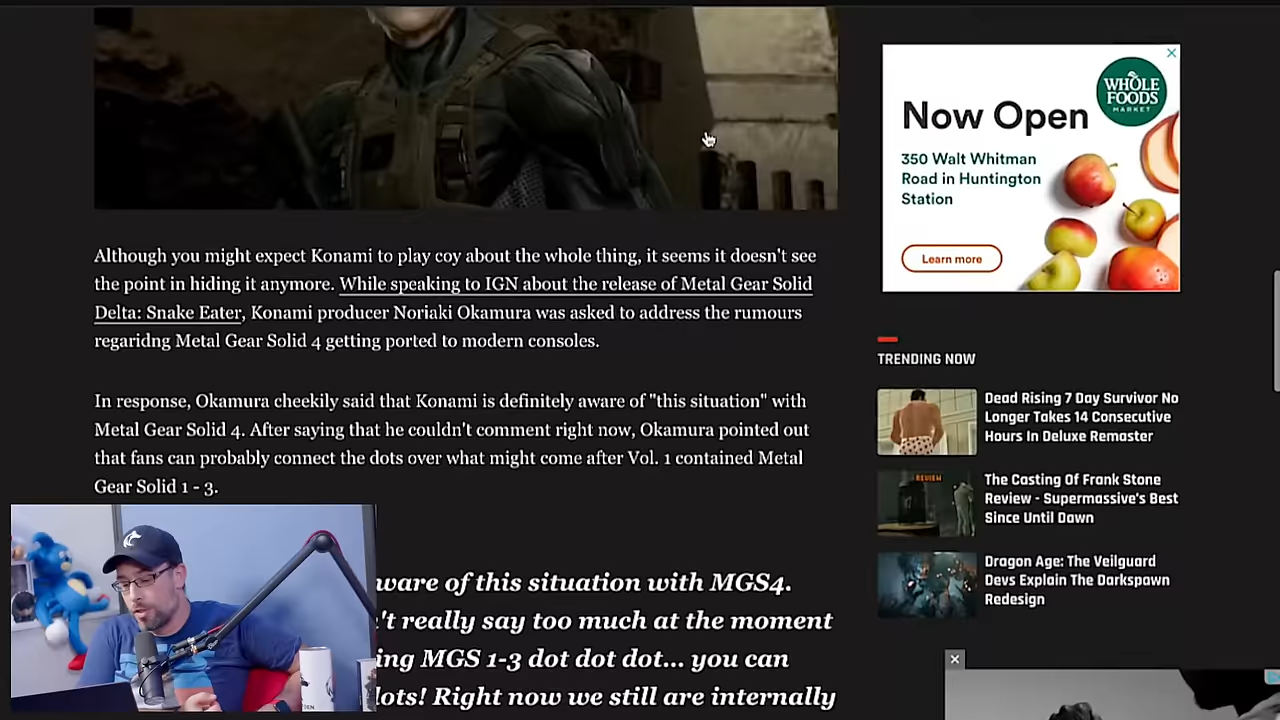 Although you might expect Konami to play coy about the whole thing, it seems it doesn't see
the point in hiding it anymore. While speaking to IGN about the release of Metal Gear Solid
Delta: Snake Eater, Konami producer Noriaki Okamura was asked to address the rumours
regaridng Metal Gear Solid 4 getting ported to modern consoles.
In response, Okamura cheekily said that Konami is definitely aware of "this situation" with
Metal Gear Solid 4. After saying that he couldn't comment right now, Okamura pointed out
that fans can probably connect the dots over what might come after Vol. 1 contained Metal
Gear Solid 1 - 3.
ware of this situation with MGS4.
't really say too much at the moment
ing MGS 1-3 dot dot dot... you can
lots! Right now we still are internally
WHOLE
FOODS
MARKET
Now Open
350 Walt Whitman
Road in Huntington
Station
Learn more
TRENDING NOW
Dead Rising 7 Day Survivor No
Longer Takes 14 Consecutive
Hours In Deluxe Remaster
REVIEW
The Casting Of Frank Stone
Review - Supermassive's Best
Since Until Dawn
Dragon Age: The Veilguard
Devs Explain The Darkspawn
Redesign